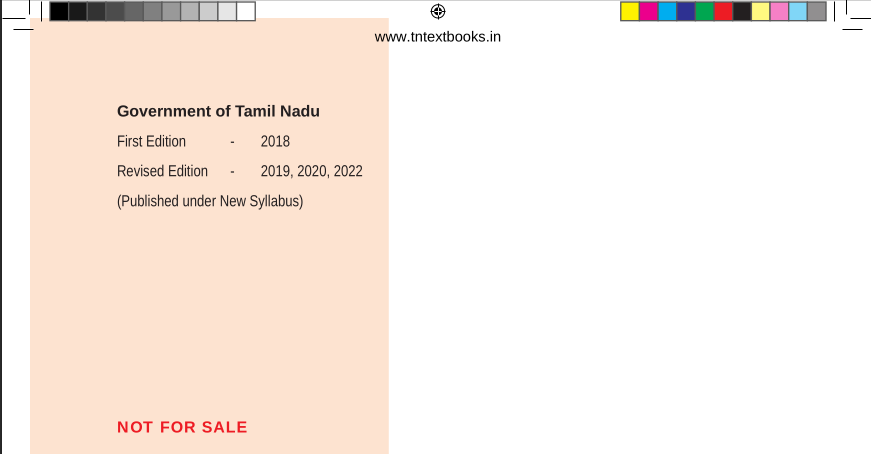 www.tntextbooks.in
Government of Tamil Nadu
First Edition - 2018
Revised Edition - 2019, 2020, 2022
(Published under New Syllabus)
NOT FOR SALE